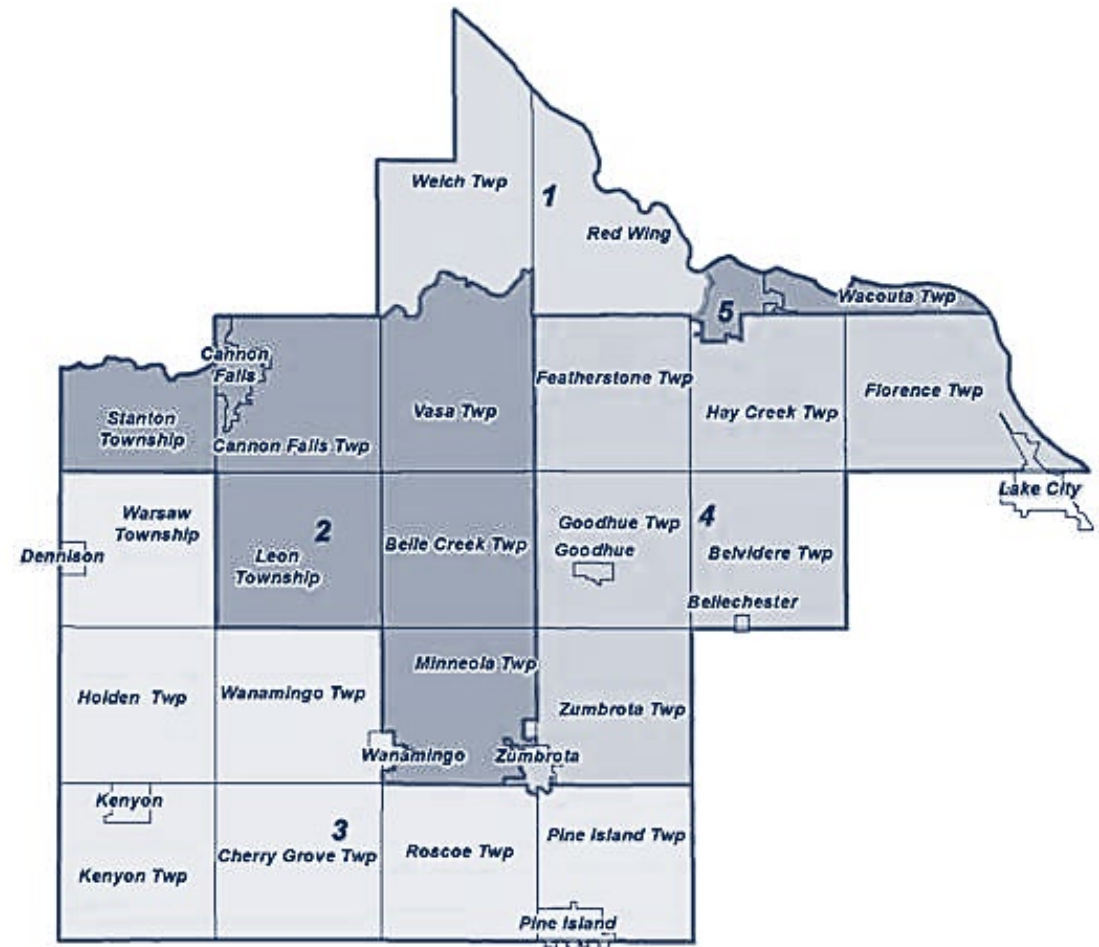 Welch Twp
1
Red Wing
Wacouta Twp
5
Cannon
Falls
Featherstone Twp
Florence Twp
Stanton
Township
Vasa Twp
Hay Creek Twp
Cannon Falls Twp
Lake City
Warsaw
Township
2
Goodhue Twp
4
Dennison
Leon
Township
Belle Creek Twp
Goodhue
Belvidere Twp
Bellechester
Minneola Twp
Holden Twp
Wanamingo Twp
Zumbrota Twp
Wanamingo
Zumbrota
Kenyon
3
Pine Island Twp
Cherry Grove Twp
Roscoe Twp
Kenyon Twp
Pine Island